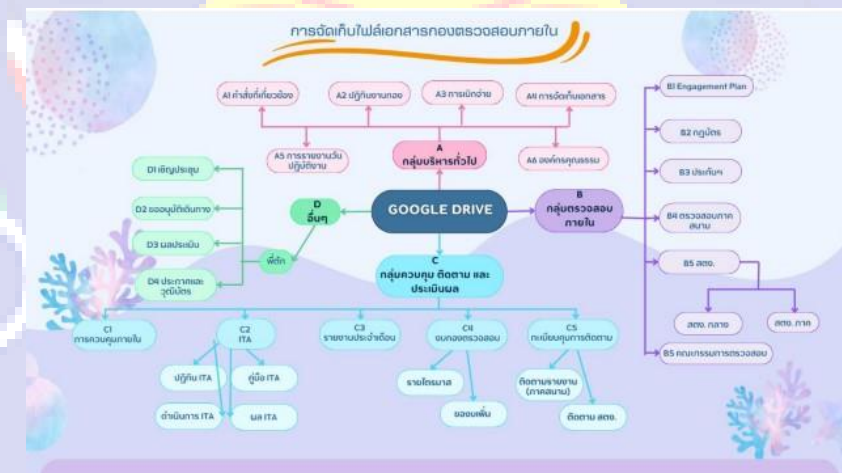 การจัดเก็บไฟล์เอกสารกองตรวจสอบภายใน
A1 คำสั่งที่เกี่ยวข้อง
A2 ปฏิทินงานกอง
A3 การเบิกจ่าย
A4 การจัดเก็บเอกสาร
A5 การรายงานวัน
ปฏิบัติงาน
A6 องค์กรคุณธรรม
A
กลุ่มบริหารทั่วไป
GOOGLE DRIVE
B
กลุ่มตรวจสอบ
ภายใน
B1 Engagement Plan
B2 กฎบัตร
B3 ประกันฯ
B4 ตรวจสอบภาค
สนาม
B5 สตง.
สตง. กลาง
สตง. ภาค
B5 คณะกรรมการตรวจสอบ
D
อื่นๆ
พี่ตั๊ก
D1 เชิญประชุม
D2 ขออนุมัติเดินทาง
D3 ผลประเมิน
D4 ประกาศและ
วุฒิบัตร
C
กลุ่มควบคุม ติดตาม และ
ประเมินผล
C1
การควบคุมภายใน
C2
ITA
ปฏิทิน ITA
คู่มือ ITA
ดำเนินการ ITA
ผล ITA
C3
รายงานประจำเดือน
C4
งบกองตรวจสอบ
รายไตรมาส
ของบเพิ่ม
C5
ทะเบียนคุมการติดตาม
ติดตามรายงาน
(ภาคสนาม)
ติดตาม สตง.